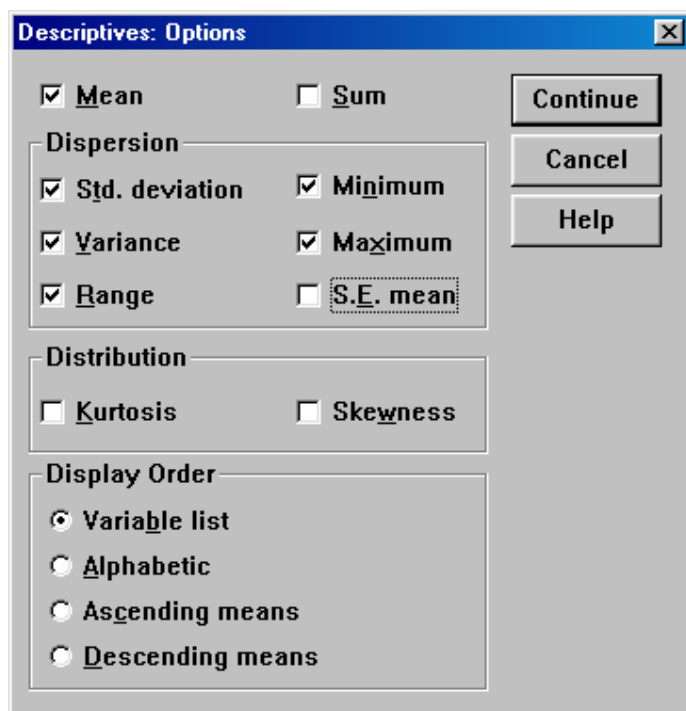 Descriptives: Options
Mean
Sum
Continue
Cancel
Help
Dispersion
Std. deviation
Minimum
Variance
Maximum
Range
S.E. mean
Distribution
Kurtosis
Skewness
Display Order
Variable list
Alphabetic
Ascending means
Descending means